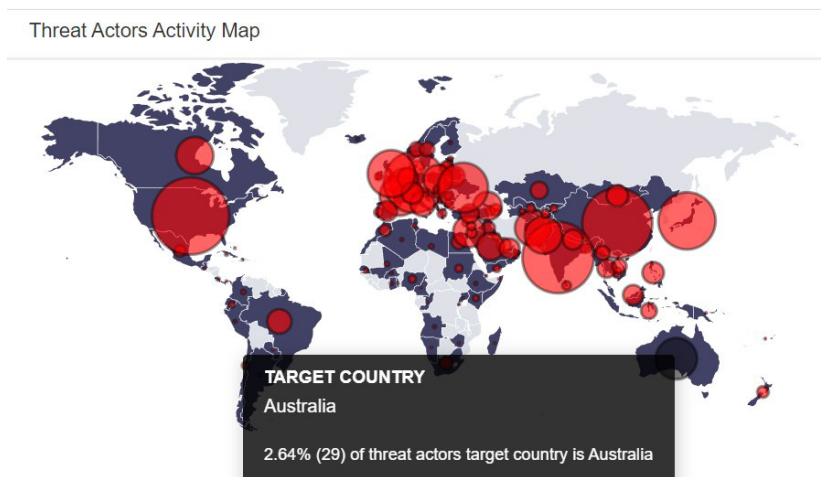 Threat Actors Activity Map
TARGET COUNTRY
Australia
2.64% (29) of threat actors target country is Australia